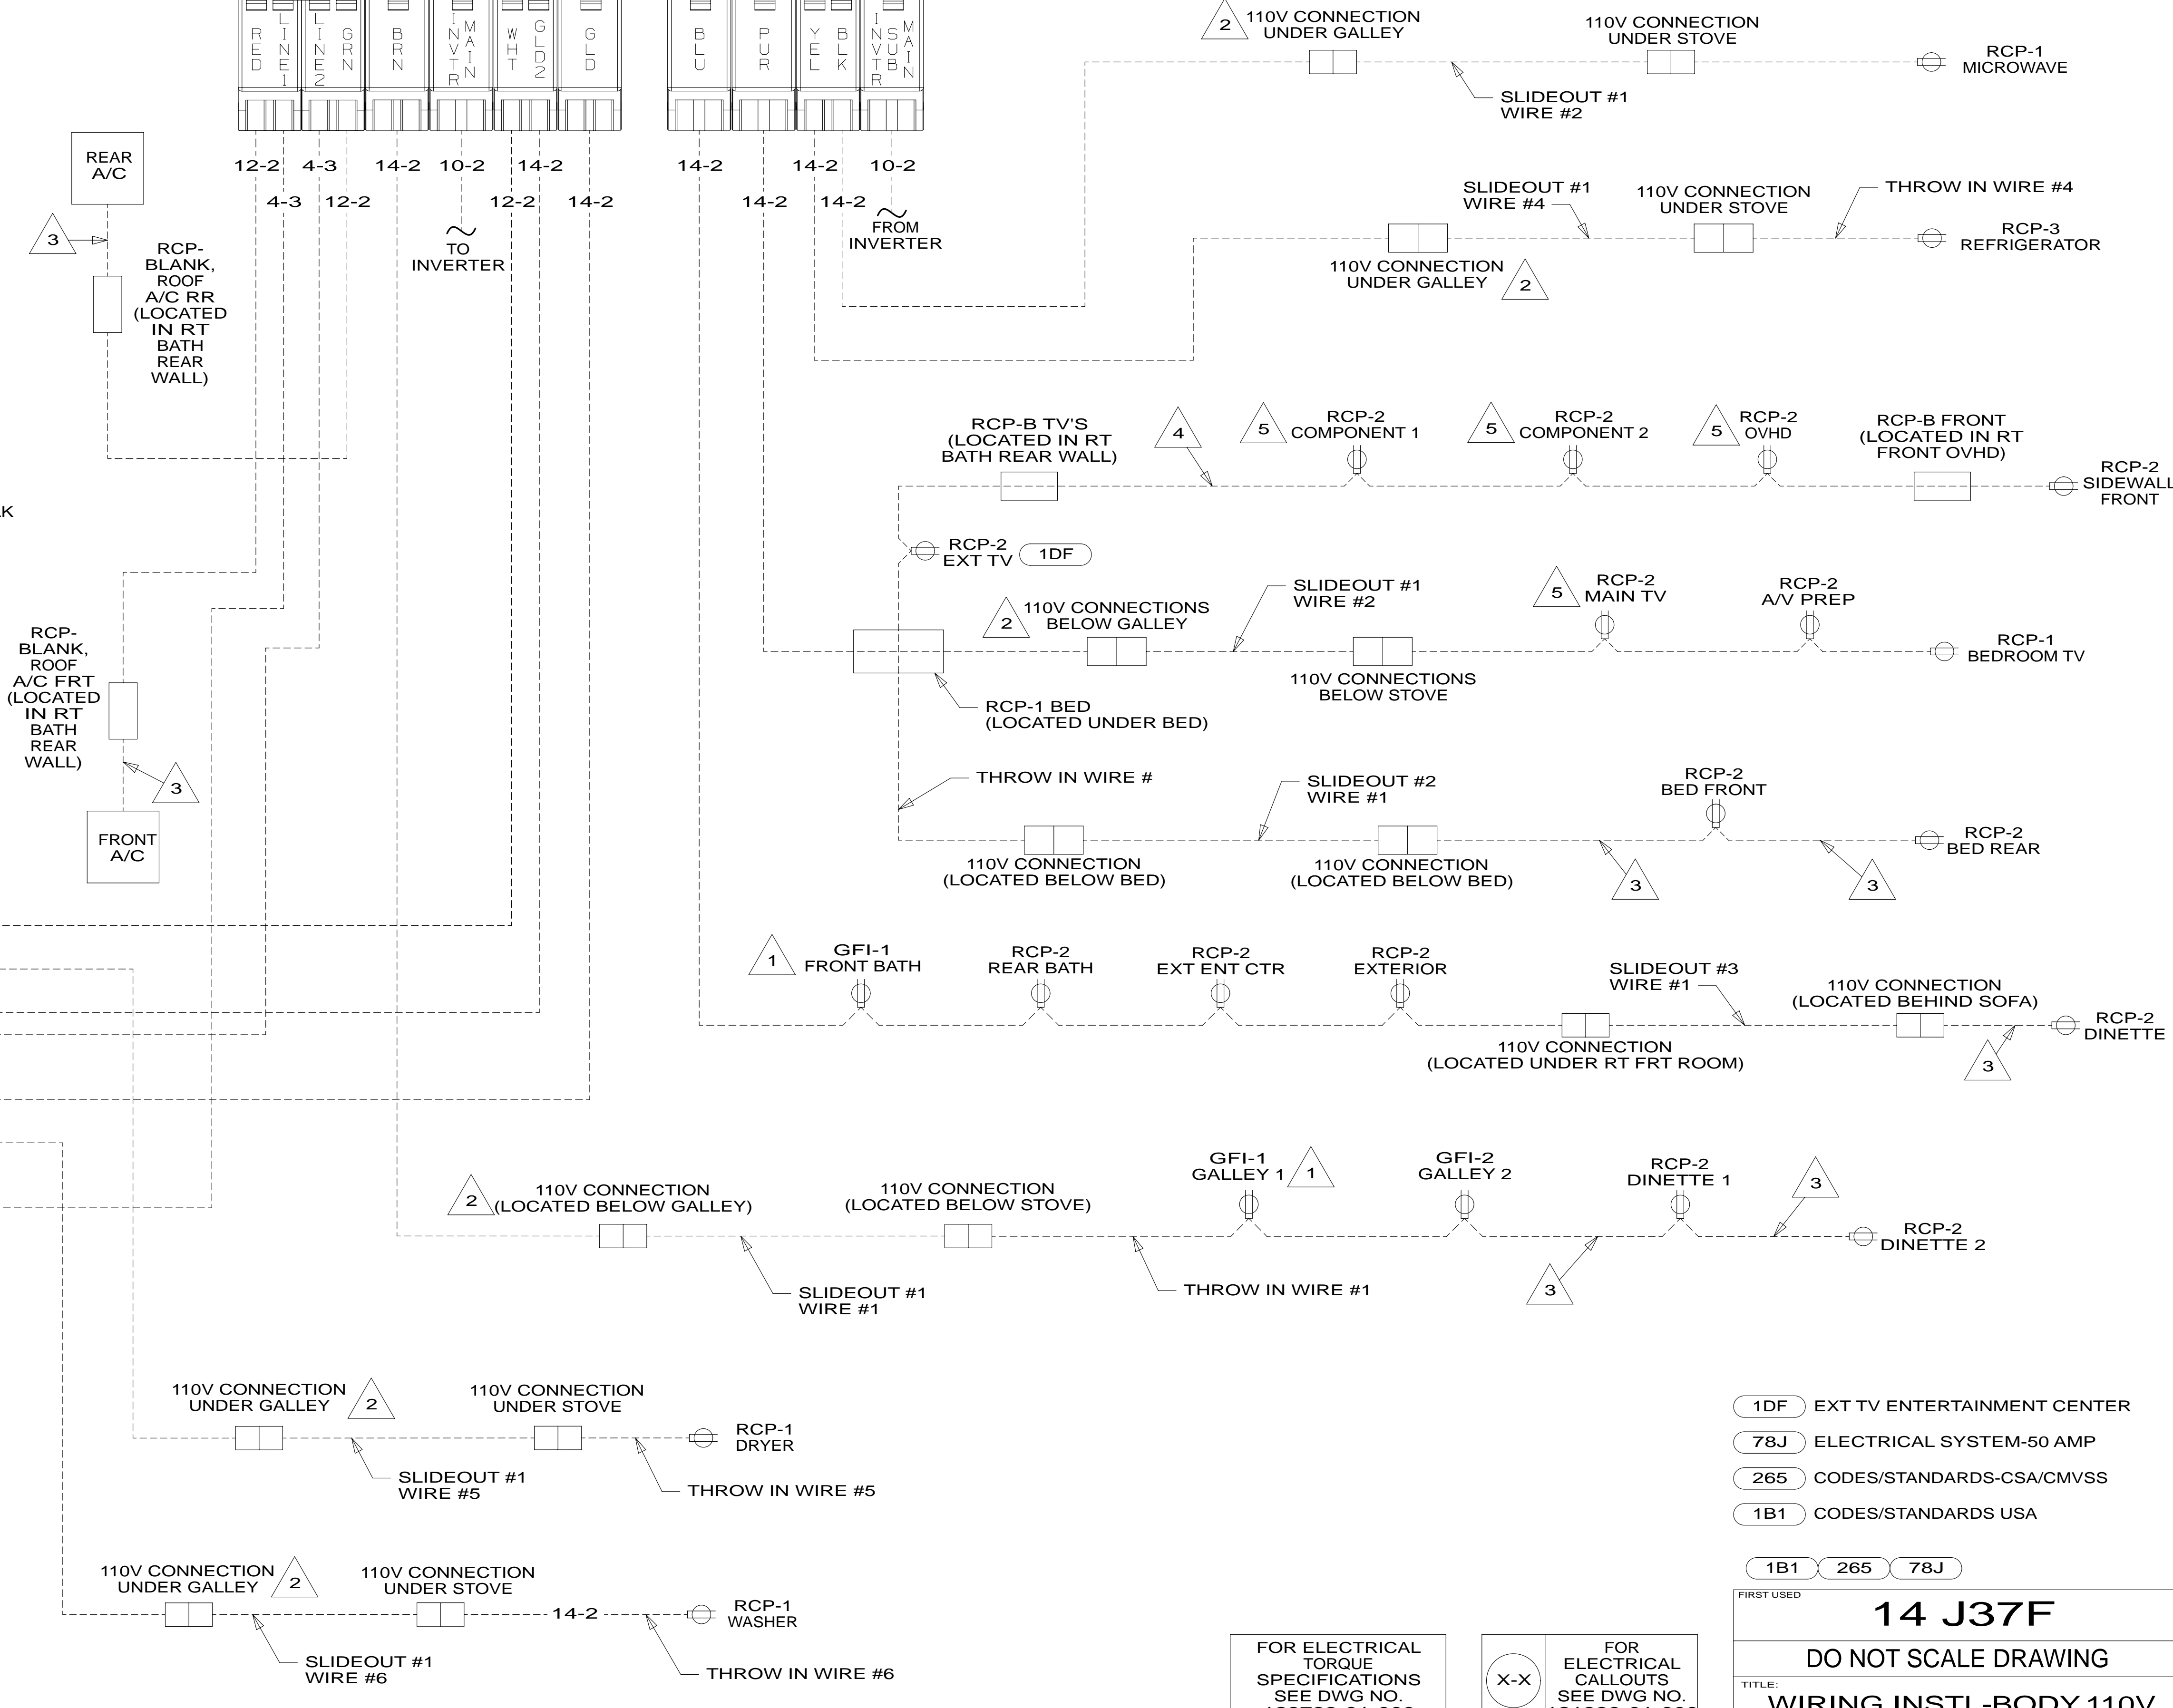 RED
LINE1
LINE2
GRN
BRN
INVTR
MAIN
WHT
GLD2
GLD
BLU
PUR
YEL
BLK
INVTR
SUB
MAIN
12-2
4-3
14-2
10-2
14-2
14-2
14-2
10-2
4-3
12-2
12-2
14-2
14-2
14-2
TO
INVERTER
FROM
INVERTER
REAR
A/C
3
RCP-
BLANK,
ROOF
A/C RR
(LOCATED
IN RT
BATH
REAR
WALL)
RCP-
BLANK,
ROOF
A/C FRT
(LOCATED
IN RT
BATH
REAR
WALL)
3
FRONT
A/C
2
110V CONNECTION
UNDER GALLEY
110V CONNECTION
UNDER STOVE
RCP-1
MICROWAVE
SLIDEOUT #1
WIRE #2
SLIDEOUT #1
WIRE #4
110V CONNECTION
UNDER STOVE
THROW IN WIRE #4
RCP-3
REFRIGERATOR
110V CONNECTION
UNDER GALLEY
2
RCP-B TV'S
(LOCATED IN RT
BATH REAR WALL)
4
5
RCP-2
COMPONENT 1
5
RCP-2
COMPONENT 2
5
RCP-2
OVHD
RCP-B FRONT
(LOCATED IN RT
FRONT OVHD)
RCP-2
SIDEWALL
FRONT
RCP-2
EXT TV
1DF
2
110V CONNECTIONS
BELOW GALLEY
SLIDEOUT #1
WIRE #2
110V CONNECTIONS
BELOW STOVE
5
RCP-2
MAIN TV
RCP-2
A/V PREP
RCP-1
BEDROOM TV
RCP-1 BED
(LOCATED UNDER BED)
THROW IN WIRE #
SLIDEOUT #2
WIRE #1
RCP-2
BED FRONT
RCP-2
BED REAR
110V CONNECTION
(LOCATED BELOW BED)
110V CONNECTION
(LOCATED BELOW BED)
3
3
1
GFI-1
FRONT BATH
RCP-2
REAR BATH
RCP-2
EXT ENT CTR
RCP-2
EXTERIOR
SLIDEOUT #3
WIRE #1
110V CONNECTION
(LOCATED BEHIND SOFA)
RCP-2
DINETTE
110V CONNECTION
(LOCATED UNDER RT FRT ROOM)
3
2
110V CONNECTION
(LOCATED BELOW GALLEY)
110V CONNECTION
(LOCATED BELOW STOVE)
GFI-1
GALLEY 1
1
GFI-2
GALLEY 2
RCP-2
DINETTE 1
3
RCP-2
DINETTE 2
SLIDEOUT #1
WIRE #1
THROW IN WIRE #1
3
110V CONNECTION
UNDER GALLEY
2
110V CONNECTION
UNDER STOVE
RCP-1
DRYER
SLIDEOUT #1
WIRE #5
THROW IN WIRE #5
110V CONNECTION
UNDER GALLEY
2
110V CONNECTION
UNDER STOVE
14-2
RCP-1
WASHER
SLIDEOUT #1
WIRE #6
THROW IN WIRE #6
1DF EXT TV ENTERTAINMENT CENTER
78J ELECTRICAL SYSTEM-50 AMP
265 CODES/STANDARDS-CSA/CMVSS
1B1 CODES/STANDARDS USA
1B1 265 78J
FIRST USED
14 J37F
DO NOT SCALE DRAWING
TITLE:
WIRING INSTL-BODY 110V
FOR ELECTRICAL
TORQUE
SPECIFICATIONS
SEE DWG NO.
X-X
FOR
ELECTRICAL
CALLOUTS
SEE DWG NO.